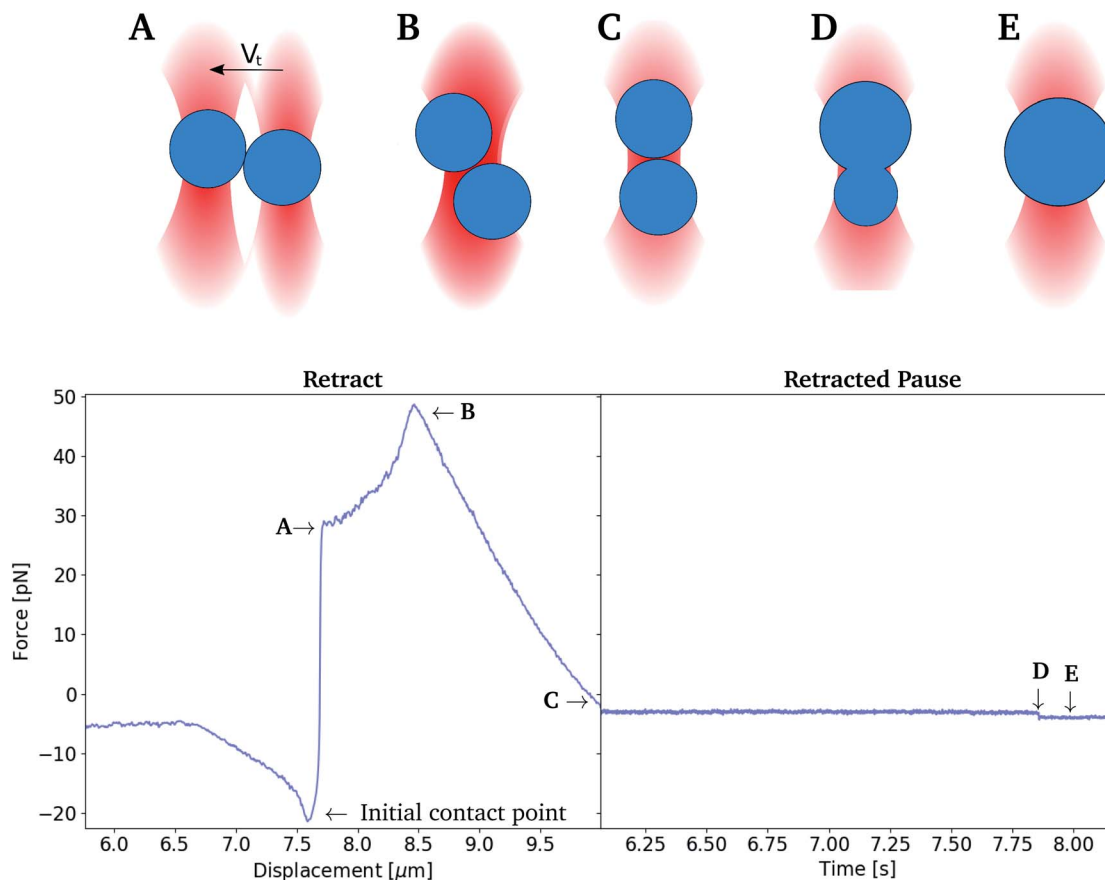 A B C D E
Vt
Retract Retracted Pause
50
40
30
20
10
0
−10
−20
Force [pN]
← B
A→
C →
D E
↓ ↓
← Initial contact point
6.0 6.5 7.0 7.5 8.0 8.5 9.0 9.5
6.25 6.50 6.75 7.00 7.25 7.50 7.75 8.00
Displacement [μm] Time [s]